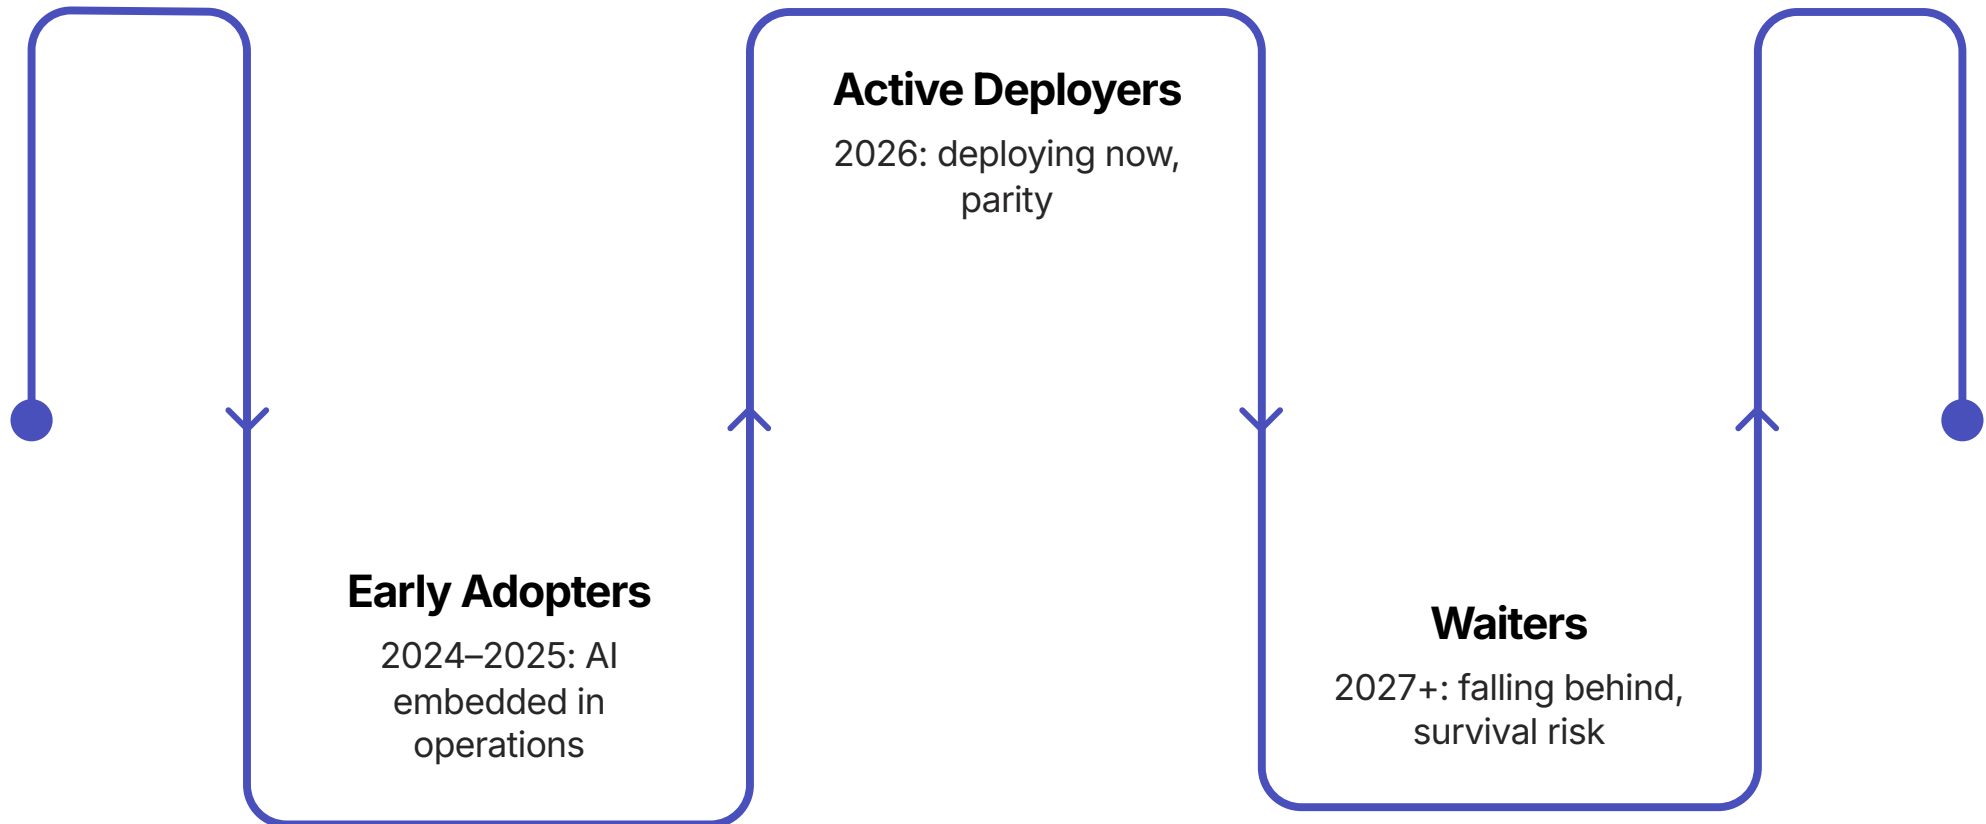 Early Adopters
2024–2025: AI
embedded in
operations
Active Deployers
2026: deploying now,
parity
Waiters
2027+: falling behind,
survival risk